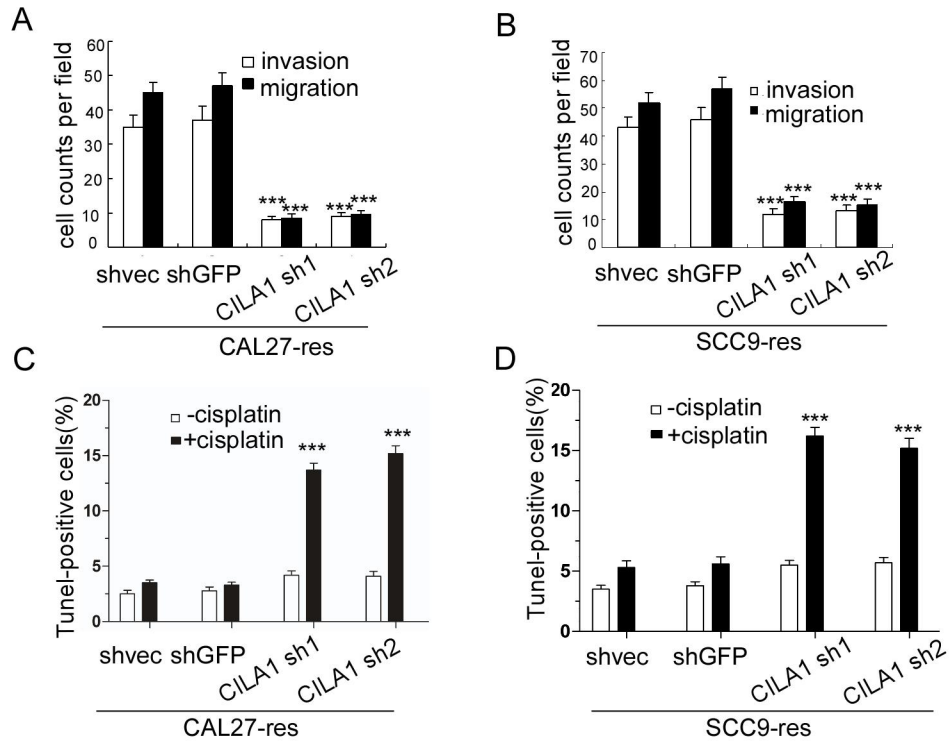 A
cell counts per field
60
50
40
30
20
10
0
invasion
migration
***
***
***
***
shvec shGFP CILA1 sh1 CILA1 sh2
CAL27-res
B
cell counts per field
70
60
50
40
30
20
10
0
invasion
migration
***
***
***
***
shvec shGFP CILA1 sh1 CILA1 sh2
SCC9-res
C
Tunel-positive cells(%)
20
15
10
5
0
-cisplatin
+cisplatin
***
***
shvec shGFP CILA1 sh1 CILA1 sh2
CAL27-res
D
Tunel-positive cells(%)
20
15
10
5
0
-cisplatin
+cisplatin
***
***
shvec shGFP CILA1 sh1 CILA1 sh2
SCC9-res